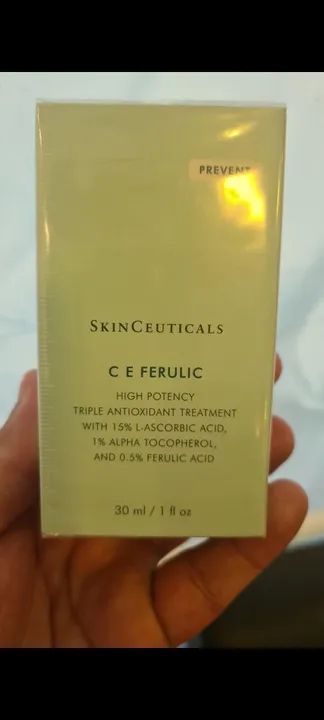 PREVENT
SKINCEUTICALS
C E FERULIC
HIGH POTENCY
TRIPLE ANTIOXIDANT TREATMENT
WITH 15% L-ASCORBIC ACID,
1% ALPHA TOCOPHEROL,
AND 0.5% FERULIC ACID
30 ml / 1 fl oz